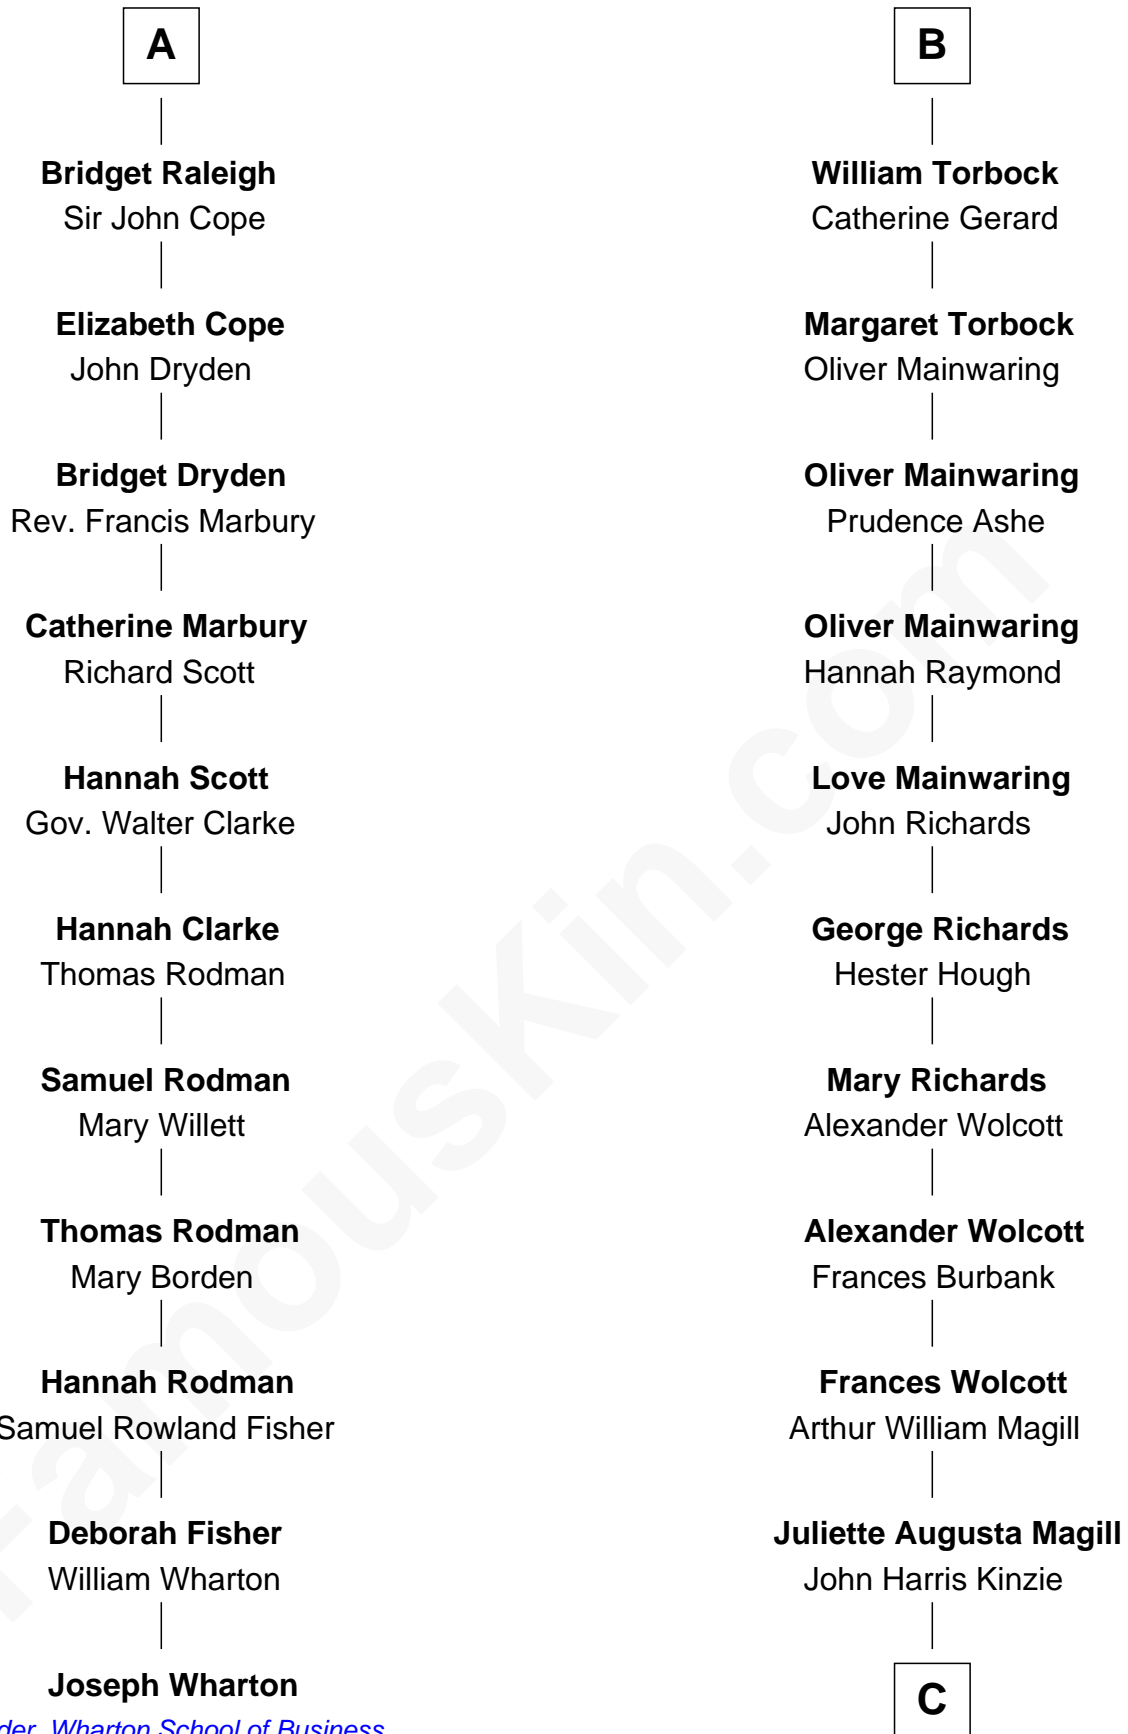 A
Bridget Raleigh
Sir John Cope
Elizabeth Cope
John Dryden
Bridget Dryden
Rev. Francis Marbury
Catherine Marbury
Richard Scott
Hannah Scott
Gov. Walter Clarke
Hannah Clarke
Thomas Rodman
Samuel Rodman
Mary Willett
Thomas Rodman
Mary Borden
Hannah Rodman
Samuel Rowland Fisher
Deborah Fisher
William Wharton
Joseph Wharton
Wharton School of Business
B
William Torbock
Catherine Gerard
Margaret Torbock
Oliver Mainwaring
Oliver Mainwaring
Prudence Ashe
Oliver Mainwaring
Hannah Raymond
Love Mainwaring
John Richards
George Richards
Hester Hough
Mary Richards
Alexander Wolcott
Alexander Wolcott
Frances Burbank
Frances Wolcott
Arthur William Magill
Juliette Augusta Magill
John Harris Kinzie
C
FamousKin.com